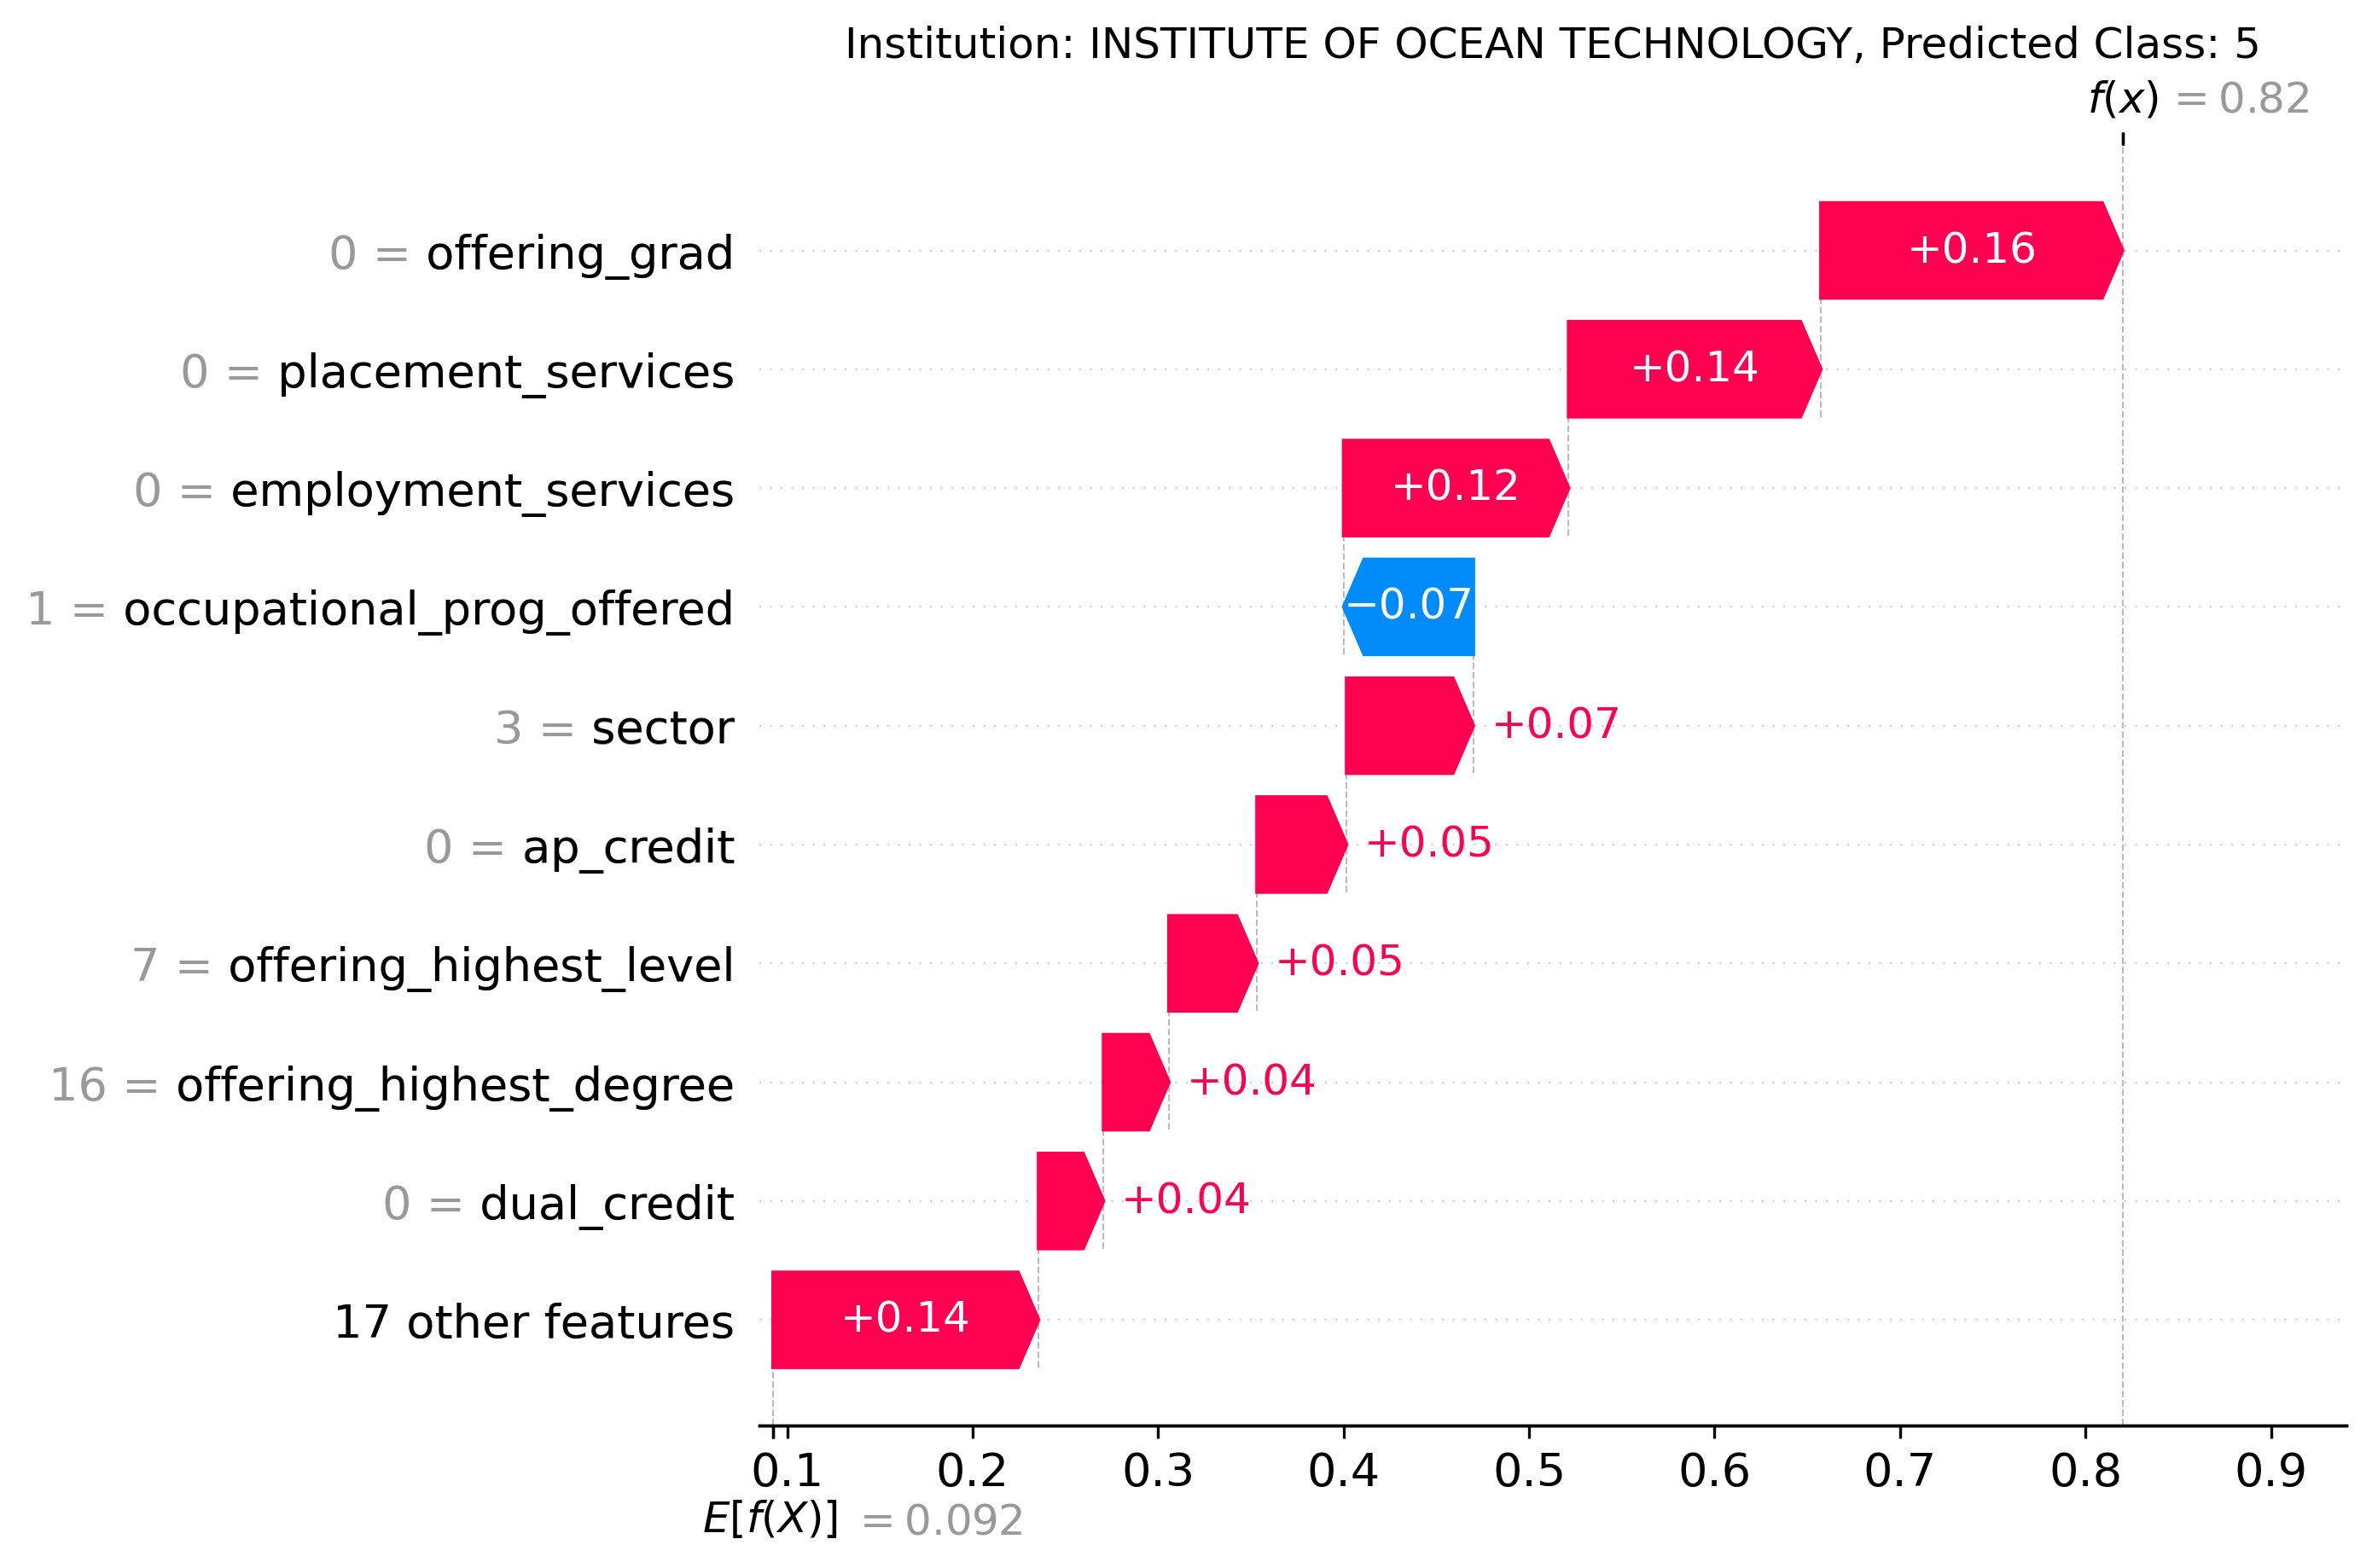 Institution: INSTITUTE OF OCEAN TECHNOLOGY, Predicted Class: 5
f(x) = 0.82
0 = offering_grad +0.16
0 = placement_services +0.14
0 = employment_services +0.12
1 = occupational_prog_offered −0.07
3 = sector +0.07
0 = ap_credit +0.05
7 = offering_highest_level +0.05
16 = offering_highest_degree +0.04
0 = dual_credit +0.04
17 other features +0.14
0.1 0.2 0.3 0.4 0.5 0.6 0.7 0.8 0.9
E[f(X)] = 0.092